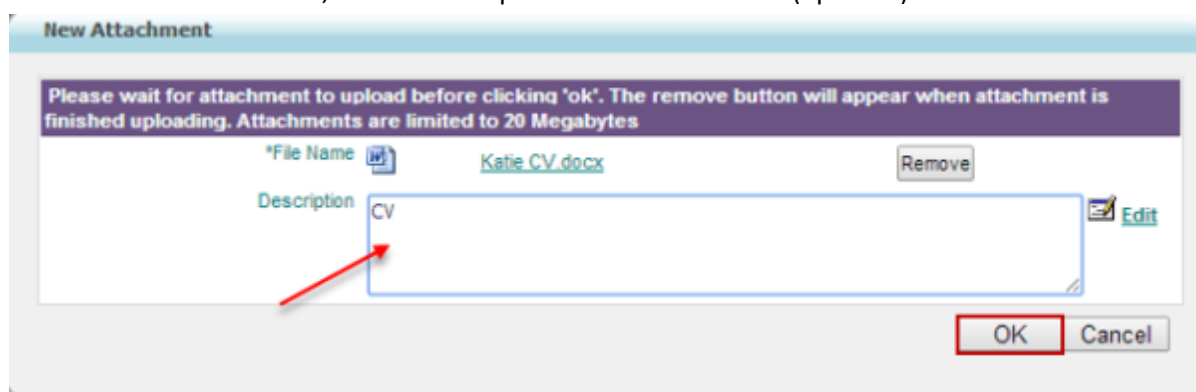 New Attachment
Please wait for attachment to upload before clicking 'ok'. The remove button will appear when attachment is
finished uploading. Attachments are limited to 20 Megabytes
*File Name Katie CV.docx Remove
Description CV Edit
OK Cancel